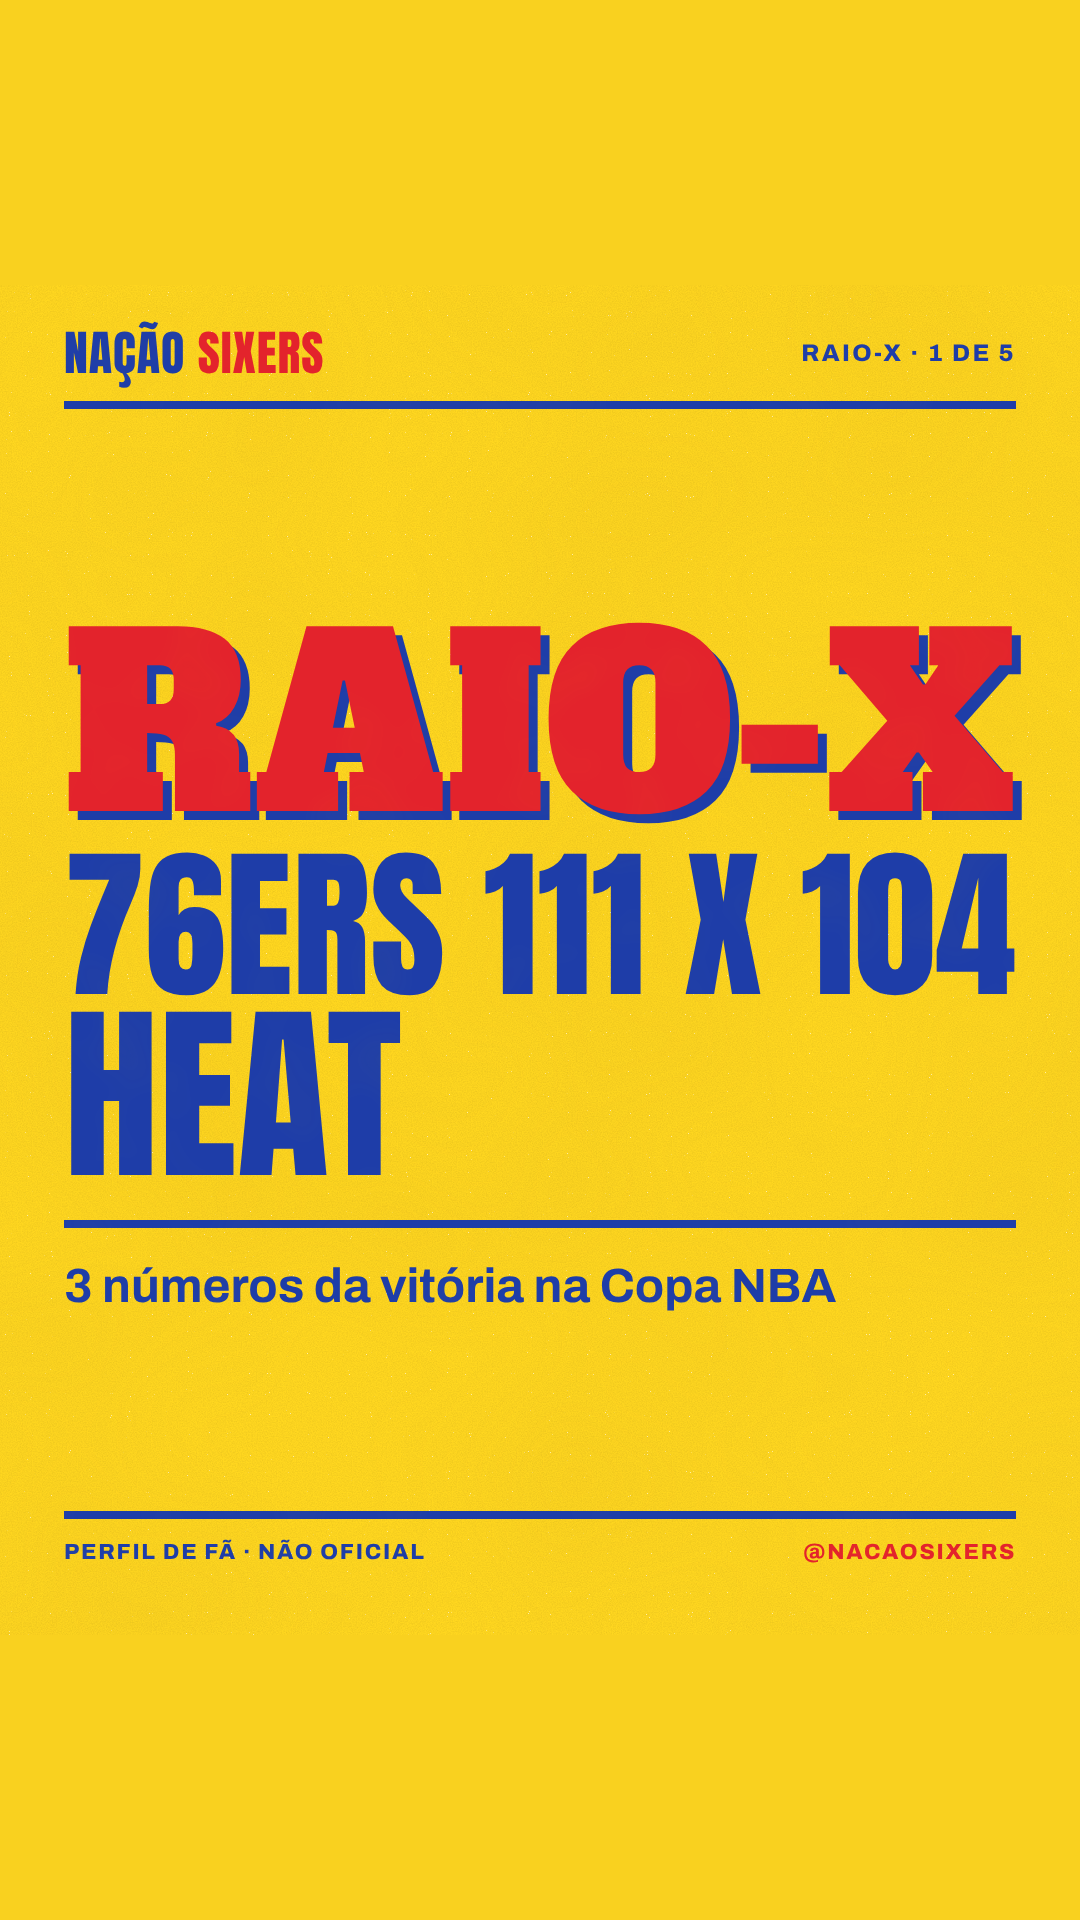 NAÇÃO SIXERS
RAIO-X · 1 DE 5
RAIO-X
76ERS 111 X 104
HEAT
3 números da vitória na Copa NBA
PERFIL DE FÃ · NÃO OFICIAL
@NACAOSIXERS